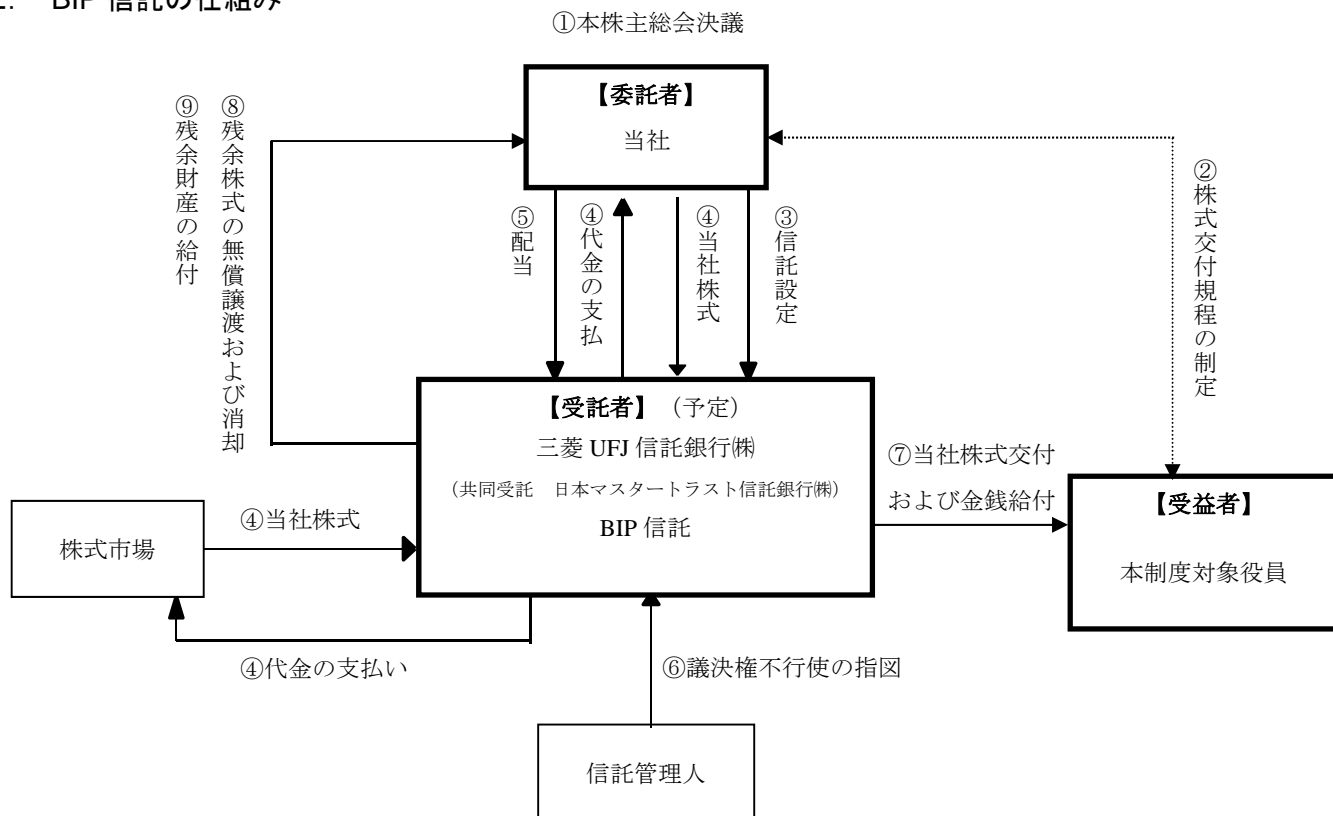 2. BIP 信託の仕組み
①本株主総会決議
【委託者】
当社
⑨残余財産の給付
⑧残余株式の無償譲渡および消却
⑤配当
④代金の支払
④当社株式
③信託設定
②株式交付規程の制定
【受託者】（予定）
三菱 UFJ 信託銀行㈱
（共同受託　日本マスタートラスト信託銀行㈱）
BIP 信託
⑦当社株式交付
および金銭給付
【受益者】
本制度対象役員
株式市場
④当社株式
④代金の支払い
⑥議決権不行使の指図
信託管理人